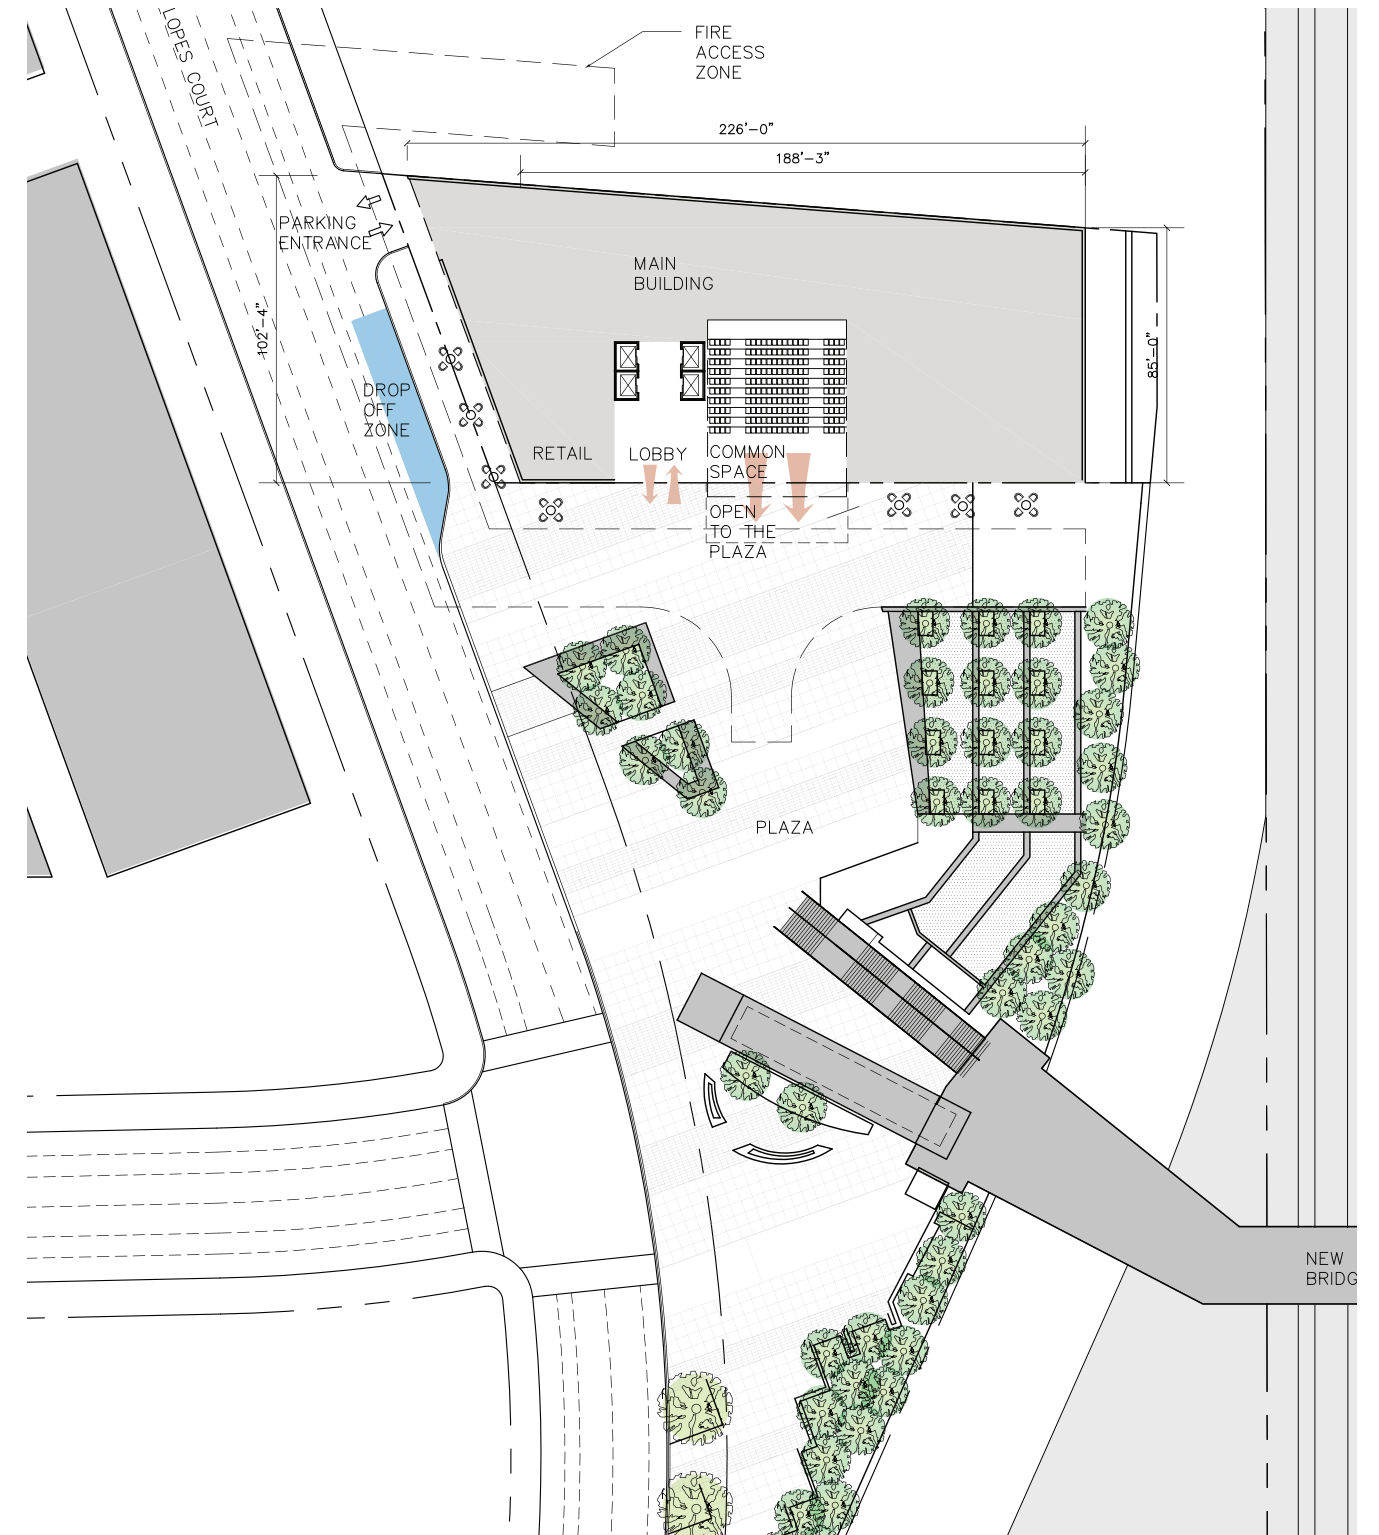 LOPES COURT
FIRE
ACCESS
ZONE
226'-0"
188'-3"
PARKING
ENTRANCE
MAIN
BUILDING
102'-4"
85'-0"
DROP
OFF
ZONE
RETAIL
LOBBY
COMMON
SPACE
OPEN
TO THE
PLAZA
PLAZA
NEW
BRIDG